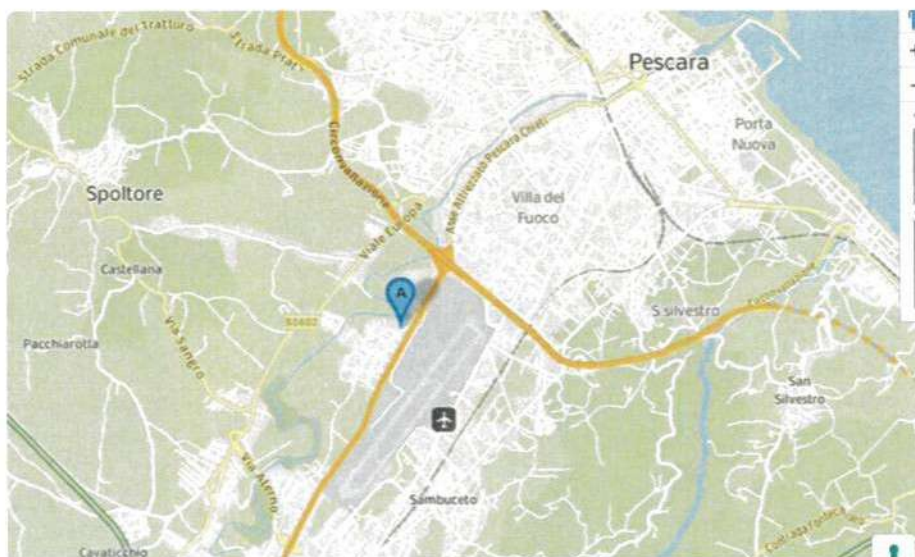 Strada Comunale del Tratturo
Strada Prat
Pescara
Circonvallazione
Asse Attrezzato Pescara Chieti
Porta
Nuova
Spoltore
Villa del
Fuoco
Viale Europa
Castellana
A
Circonvallazione
S.silvestro
Via Sangro
Pacchiarotta
San
Silvestro
Via Aterno
Sambuceto
Cavaticchio